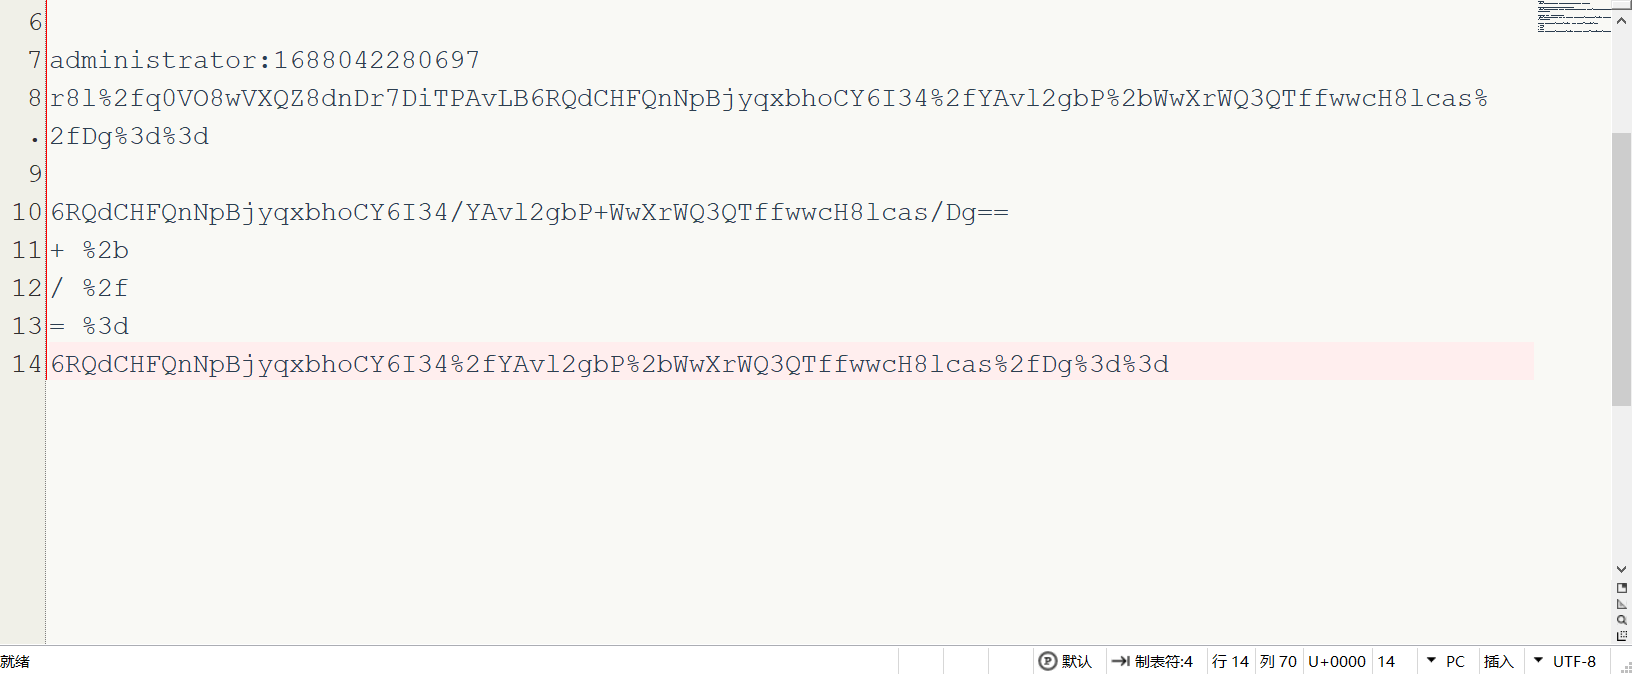 6
7 administrator:1688042280697
8 r8l%2fq0VO8wVXQZ8dnDr7DiTPAvLB6RQdCHFQnNpBjyqxbhoCY6I34%2fYAvl2gbP%2bWwXrWQ3QTffwwcH8lcas%
. 2fDg%3d%3d
9
10 6RQdCHFQnNpBjyqxbhoCY6I34/YAvl2gbP+WwXrWQ3QTffwwcH8lcas/Dg==
11 + %2b
12 / %2f
13 = %3d
14 6RQdCHFQnNpBjyqxbhoCY6I34%2fYAvl2gbP%2bWwXrWQ3QTffwwcH8lcas%2fDg%3d%3d
就绪 P 默认 制表符:4 行 14 列 70 U+0000 14 PC 插入 UTF-8